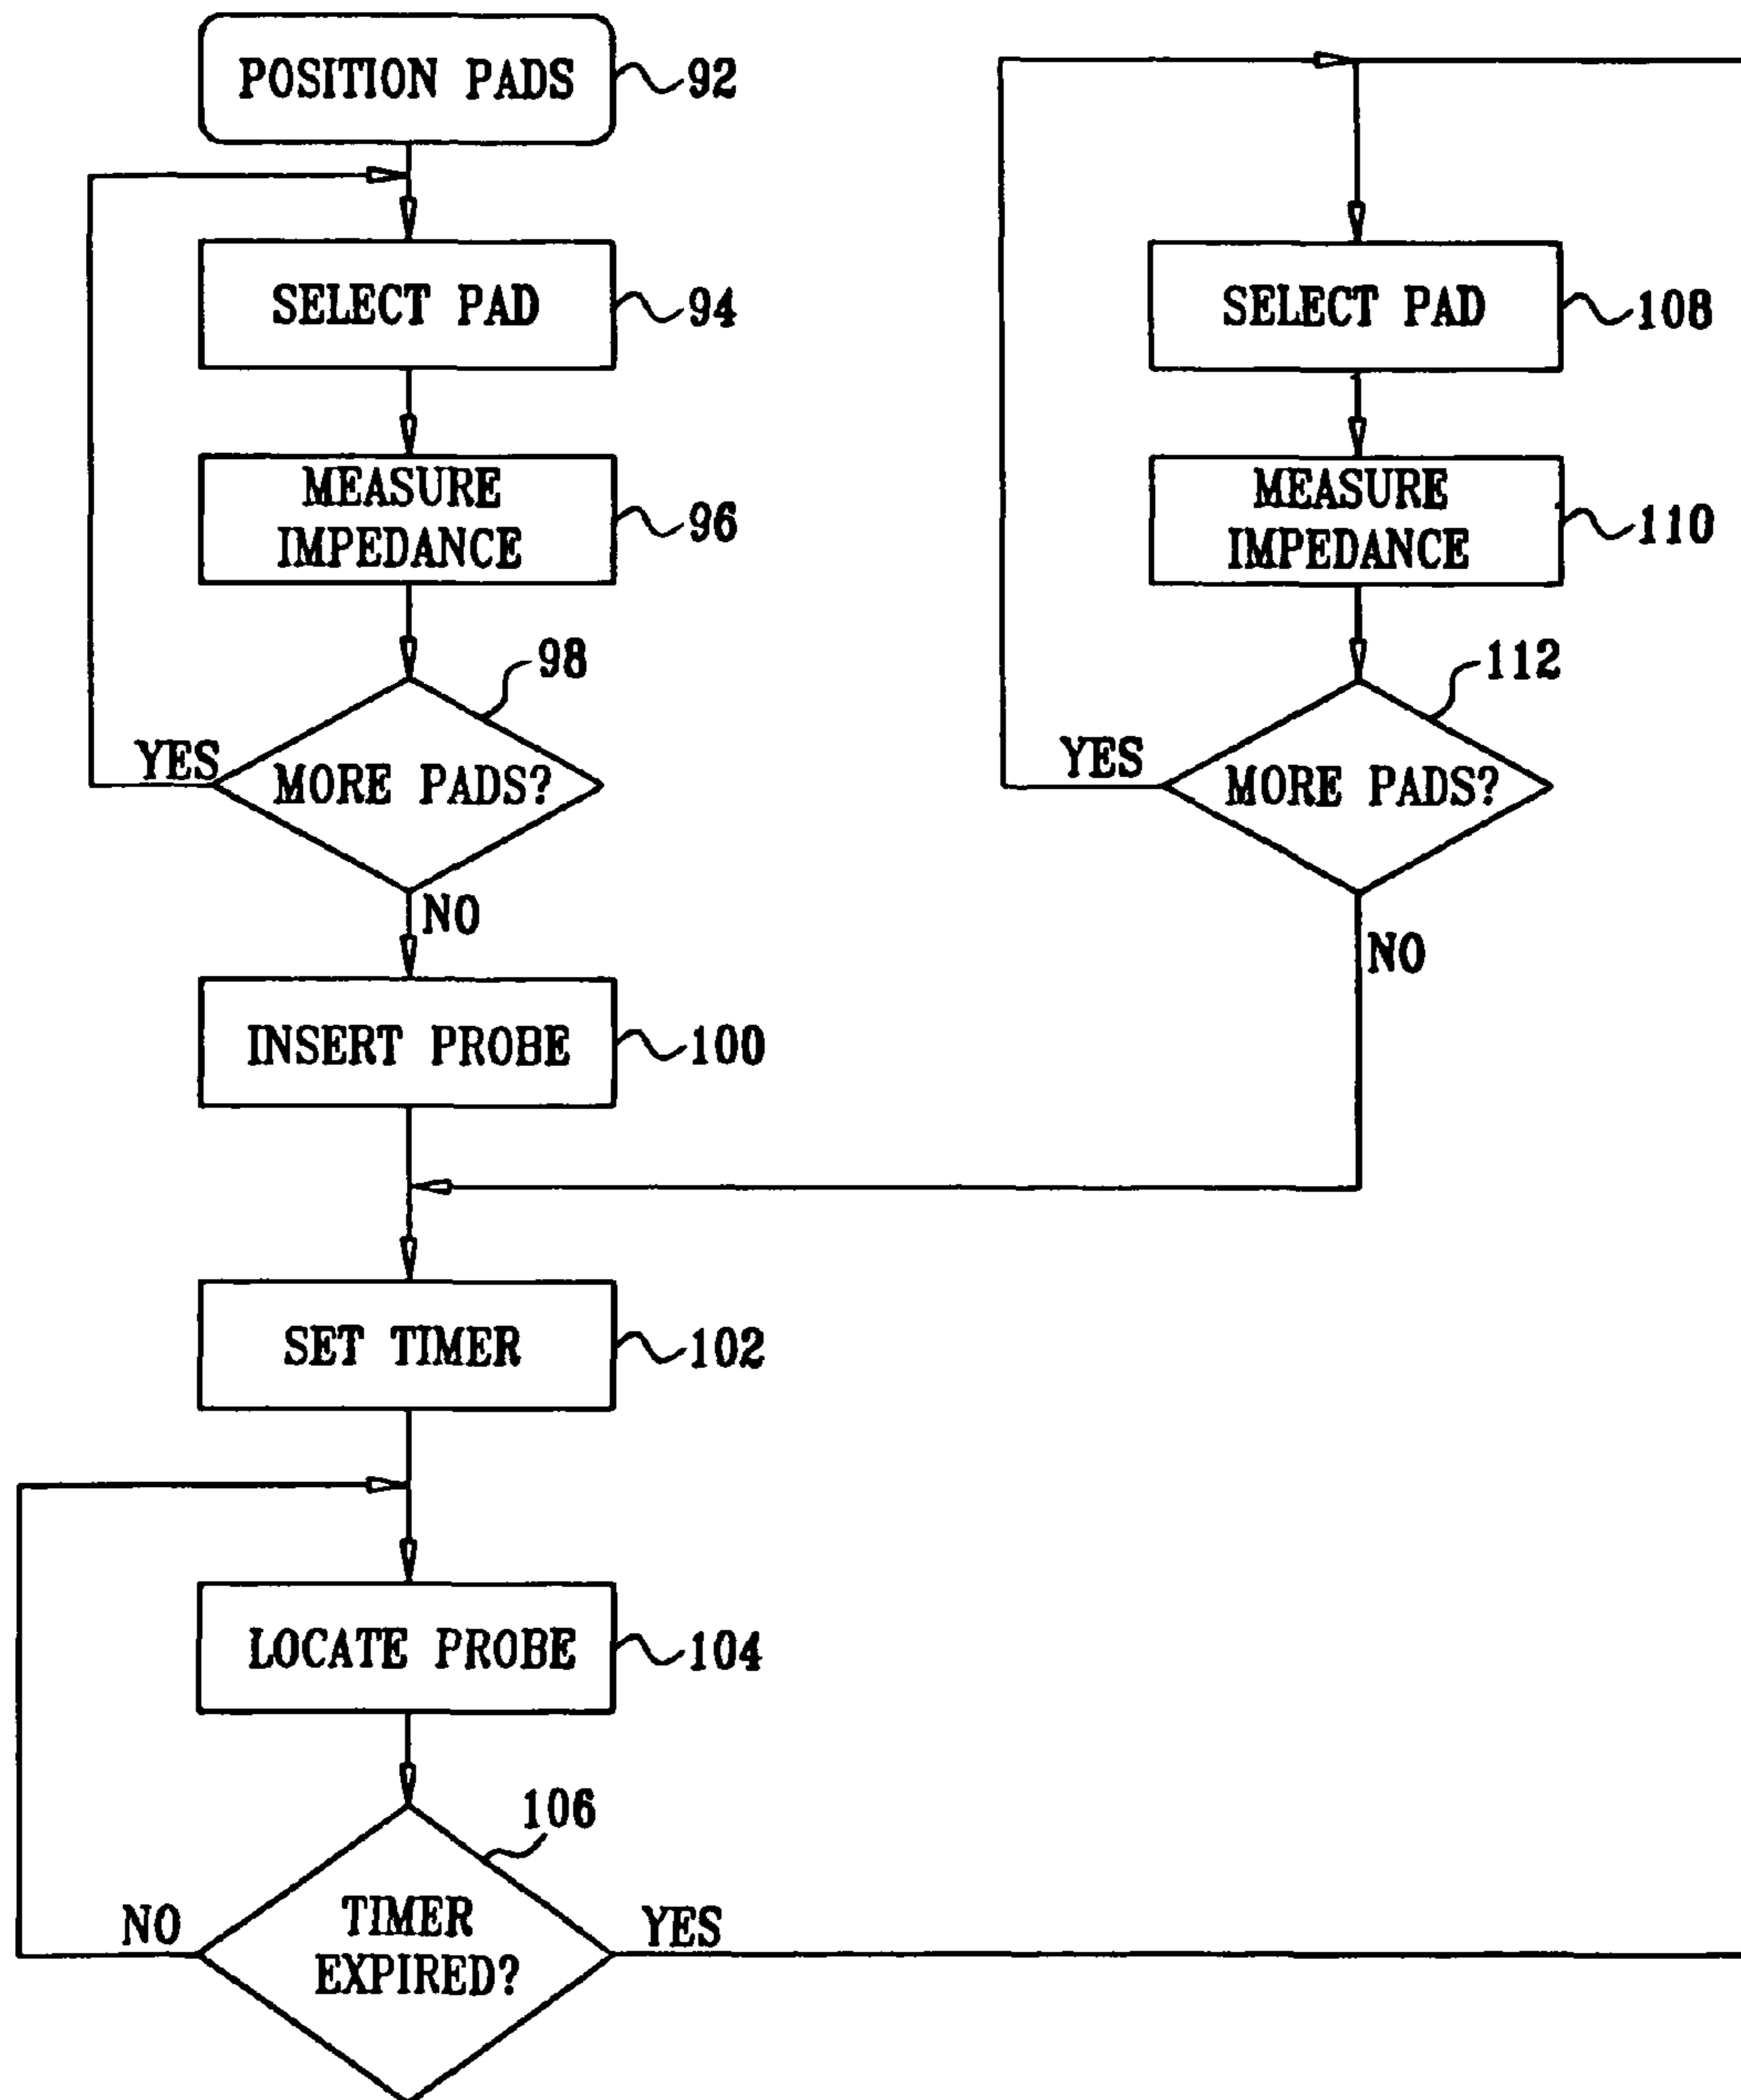 POSITION PADS
92
SELECT PAD
94
MEASURE
IMPEDANCE
96
98
YES
MORE PADS?
NO
INSERT PROBE
100
SET TIMER
102
LOCATE PROBE
104
106
NO
TIMER
EXPIRED?
YES
SELECT PAD
108
MEASURE
IMPEDANCE
110
112
YES
MORE PADS?
NO